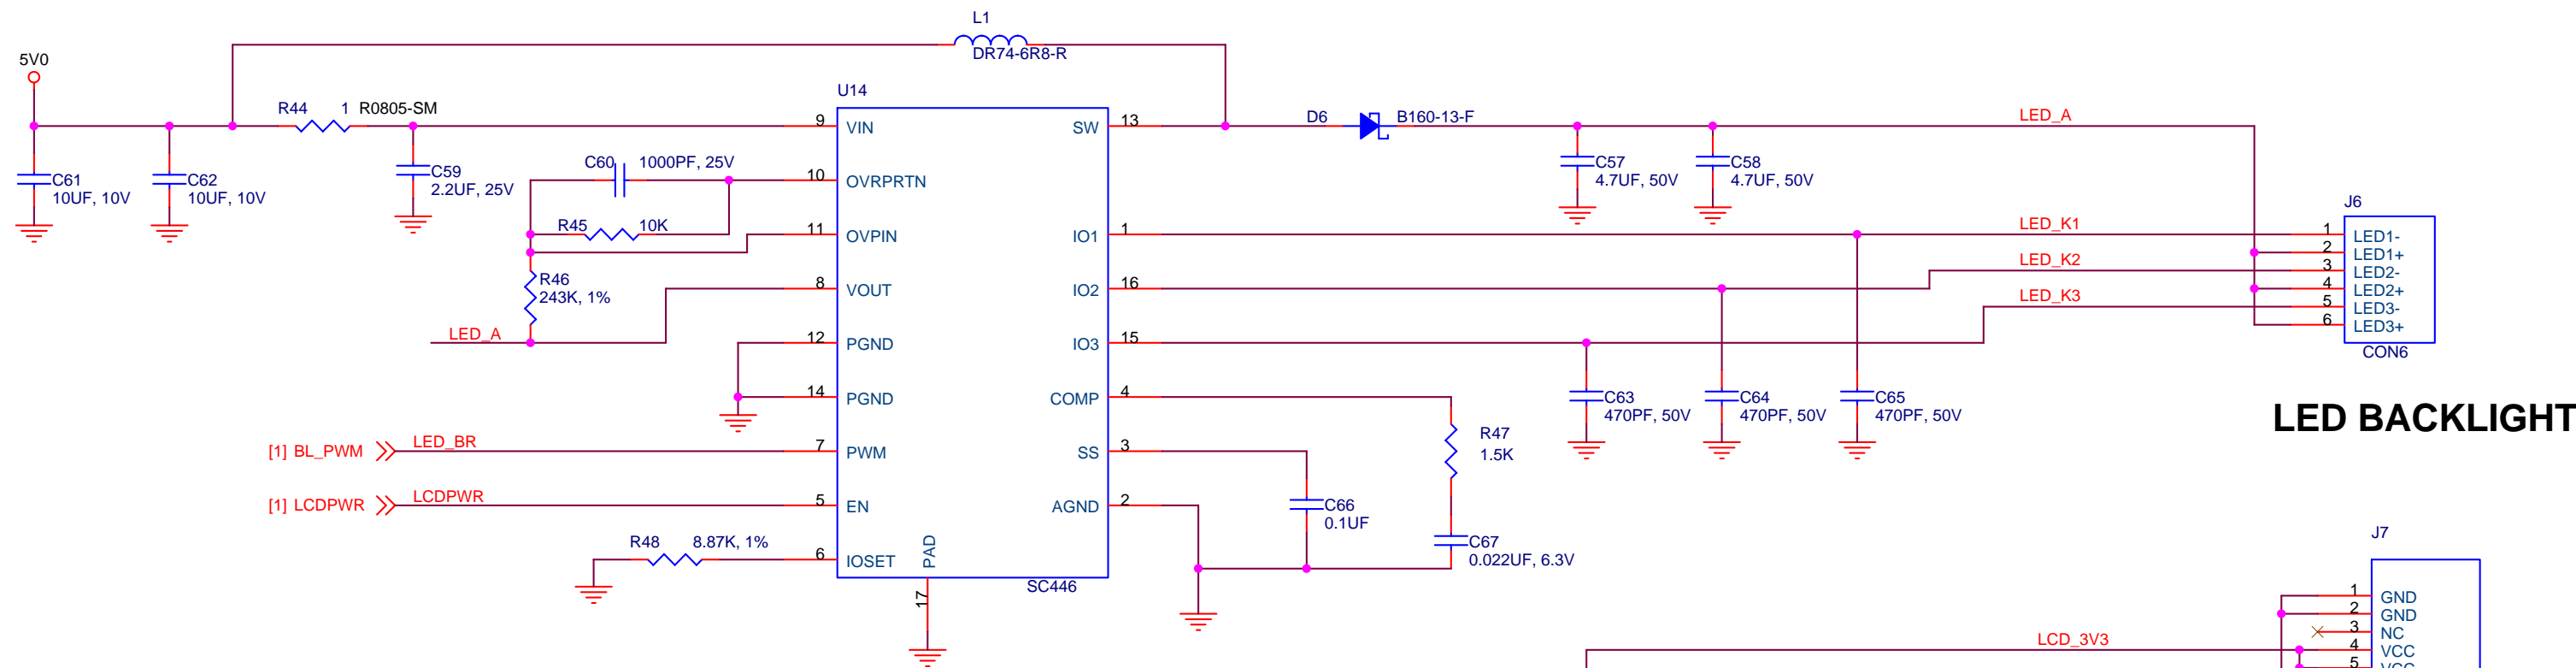 L1
DR74-6R8-R
5V0
U14
R44 1 R0805-SM
D6 B160-13-F
LED_A
9 VIN
SW 13
C61
10UF, 10V
C62
10UF, 10V
C59
2.2UF, 25V
C60 1000PF, 25V
10 OVRPRTN
C57
4.7UF, 50V
C58
4.7UF, 50V
R45 10K
11 OVPIN
IO1 1
LED_K1
J6
1 LED1-
2 LED1+
3 LED2-
4 LED2+
5 LED3-
6 LED3+
CON6
R46
243K, 1%
8 VOUT
IO2 16
LED_K2
LED_K3
LED_A
12 PGND
IO3 15
14 PGND
COMP 4
C63
470PF, 50V
C64
470PF, 50V
C65
470PF, 50V
LED BACKLIGHT
[1] BL_PWM LED_BR
7 PWM
SS 3
R47
1.5K
[1] LCDPWR LCDPWR
5 EN
AGND 2
C66
0.1UF
C67
0.022UF, 6.3V
R48 8.87K, 1%
6 IOSET
PAD
17
SC446
J7
1 GND
2 GND
3 NC
LCD_3V3
4 VCC
5 VCC